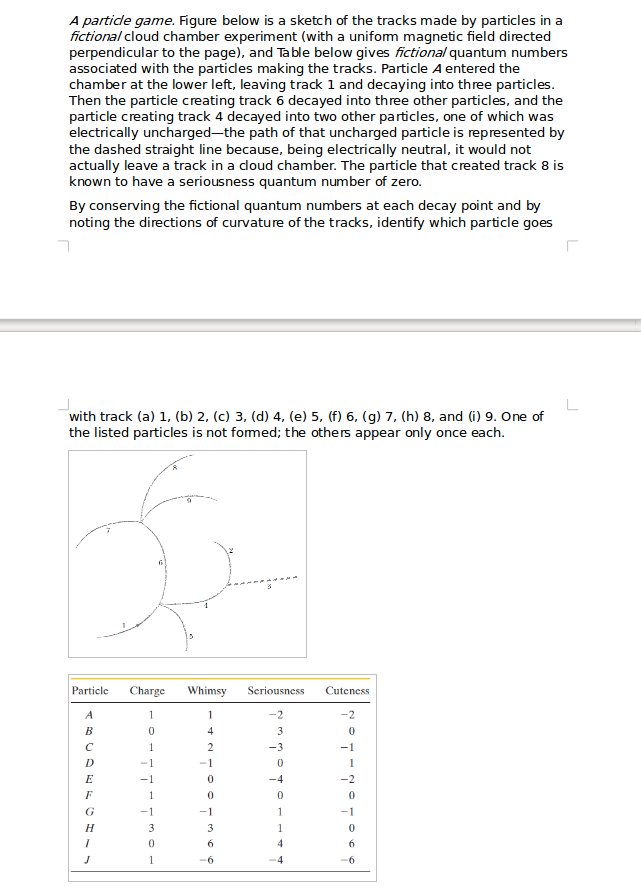 A particle game. Figure below is a sketch of the tracks made by particles in a
fictional cloud chamber experiment (with a uniform magnetic field directed
perpendicular to the page), and Table below gives fictional quantum numbers
associated with the particles making the tracks. Particle A entered the
chamber at the lower left, leaving track 1 and decaying into three particles.
Then the particle creating track 6 decayed into three other particles, and the
particle creating track 4 decayed into two other particles, one of which was
electrically uncharged—the path of that uncharged particle is represented by
the dashed straight line because, being electrically neutral, it would not
actually leave a track in a cloud chamber. The particle that created track 8 is
known to have a seriousness quantum number of zero.
By conserving the fictional quantum numbers at each decay point and by
noting the directions of curvature of the tracks, identify which particle goes
with track (a) 1, (b) 2, (c) 3, (d) 4, (e) 5, (f) 6, (g) 7, (h) 8, and (i) 9. One of
the listed particles is not formed; the others appear only once each.
8
9
7
2
6
3
4
1
5
Particle Charge Whimsy Seriousness Cuteness
A 1 1 −2 −2
B 0 4 3 0
C 1 2 −3 −1
D −1 −1 0 1
E −1 0 −4 −2
F 1 0 0 0
G −1 −1 1 −1
H 3 3 1 0
I 0 6 4 6
J 1 −6 −4 −6